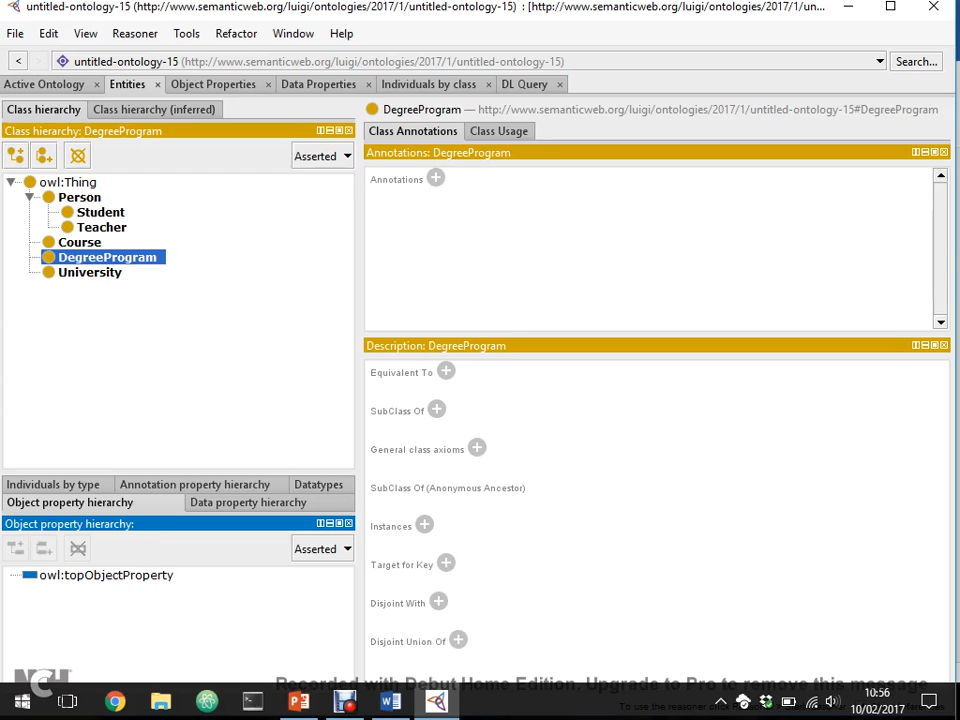 untitled-ontology-15 (http://www.semanticweb.org/luigi/ontologies/2017/1/untitled-ontology-15) : [http://www.semanticweb.org/luigi/ontologies/2017/1/un...
File Edit View Reasoner Tools Refactor Window Help
< > untitled-ontology-15 (http://www.semanticweb.org/luigi/ontologies/2017/1/untitled-ontology-15) Search...
Active Ontology × Entities × Object Properties × Data Properties × Individuals by class × DL Query ×
Class hierarchy Class hierarchy (inferred)
Class hierarchy: DegreeProgram
Asserted
owl:Thing
Person
Student
Teacher
Course
DegreeProgram
University
Individuals by type Annotation property hierarchy Datatypes
Object property hierarchy Data property hierarchy
Object property hierarchy:
Asserted
owl:topObjectProperty
DegreeProgram — http://www.semanticweb.org/luigi/ontologies/2017/1/untitled-ontology-15#DegreeProgram
Class Annotations Class Usage
Annotations: DegreeProgram
Annotations
Description: DegreeProgram
Equivalent To
SubClass Of
General class axioms
SubClass Of (Anonymous Ancestor)
Instances
Target for Key
Disjoint With
Disjoint Union Of
NCH
Recorded with Debut Home Edition. Upgrade to Pro to remove this message
To use the reasoner click
10:56
10/02/2017